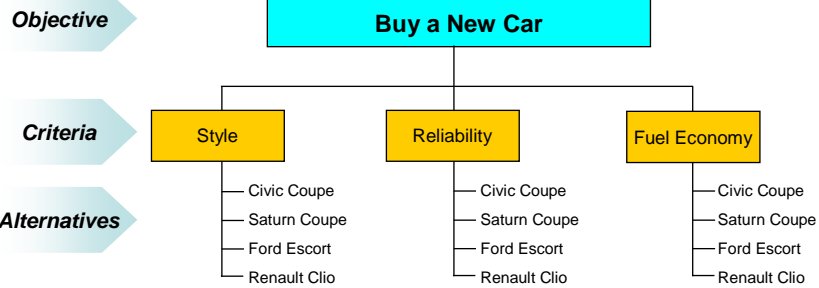 Objective
Buy a New Car
Criteria
Style
Reliability
Fuel Economy
Alternatives
Civic Coupe
Saturn Coupe
Ford Escort
Renault Clio
Civic Coupe
Saturn Coupe
Ford Escort
Renault Clio
Civic Coupe
Saturn Coupe
Ford Escort
Renault Clio